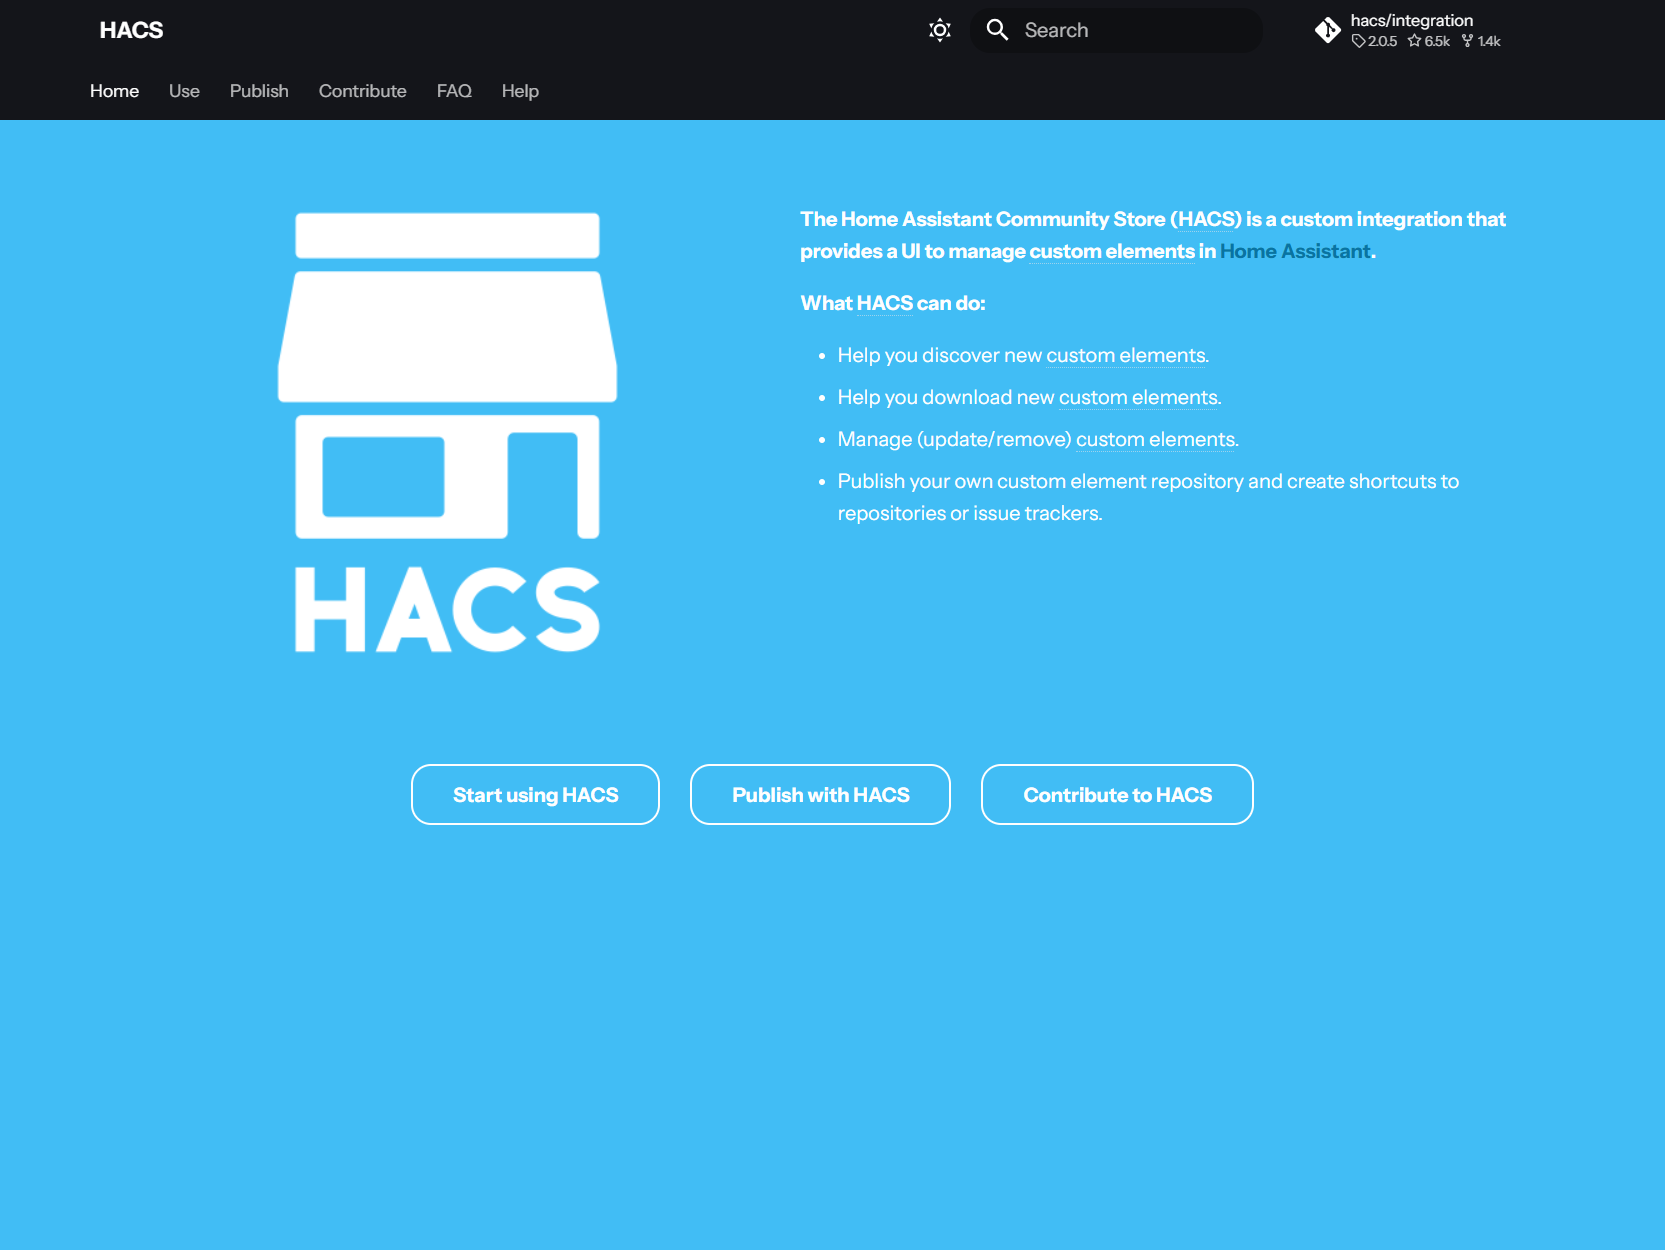 HACS
Search
hacs/integration
2.0.5 6.5k 1.4k
Home Use Publish Contribute FAQ Help
The Home Assistant Community Store (HACS) is a custom integration that
provides a UI to manage custom elements in Home Assistant.
What HACS can do:
Help you discover new custom elements.
Help you download new custom elements.
Manage (update/remove) custom elements.
Publish your own custom element repository and create shortcuts to
repositories or issue trackers.
HACS
Start using HACS
Publish with HACS
Contribute to HACS